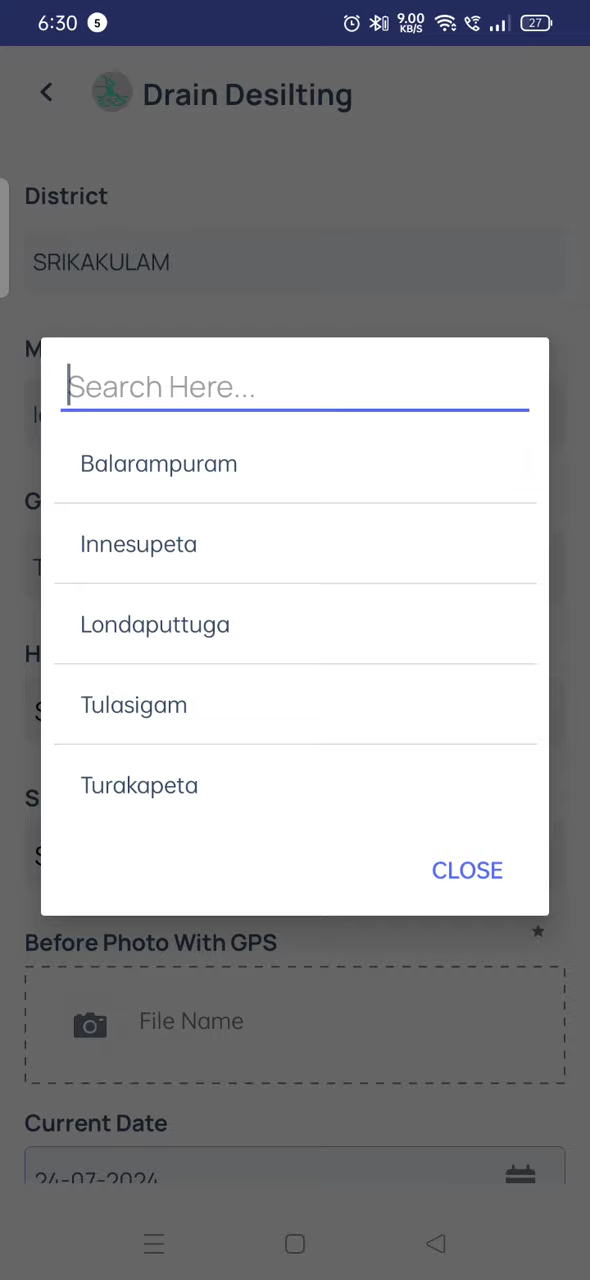 6:30 5 9.00 KB/S 27
Drain Desilting
District
SRIKAKULAM
M
Search Here...
Balarampuram
G
Innesupeta
Londaputtuga
H
Tulasigam
S
Turakapeta
CLOSE
Before Photo With GPS
File Name
Current Date
24-07-2024